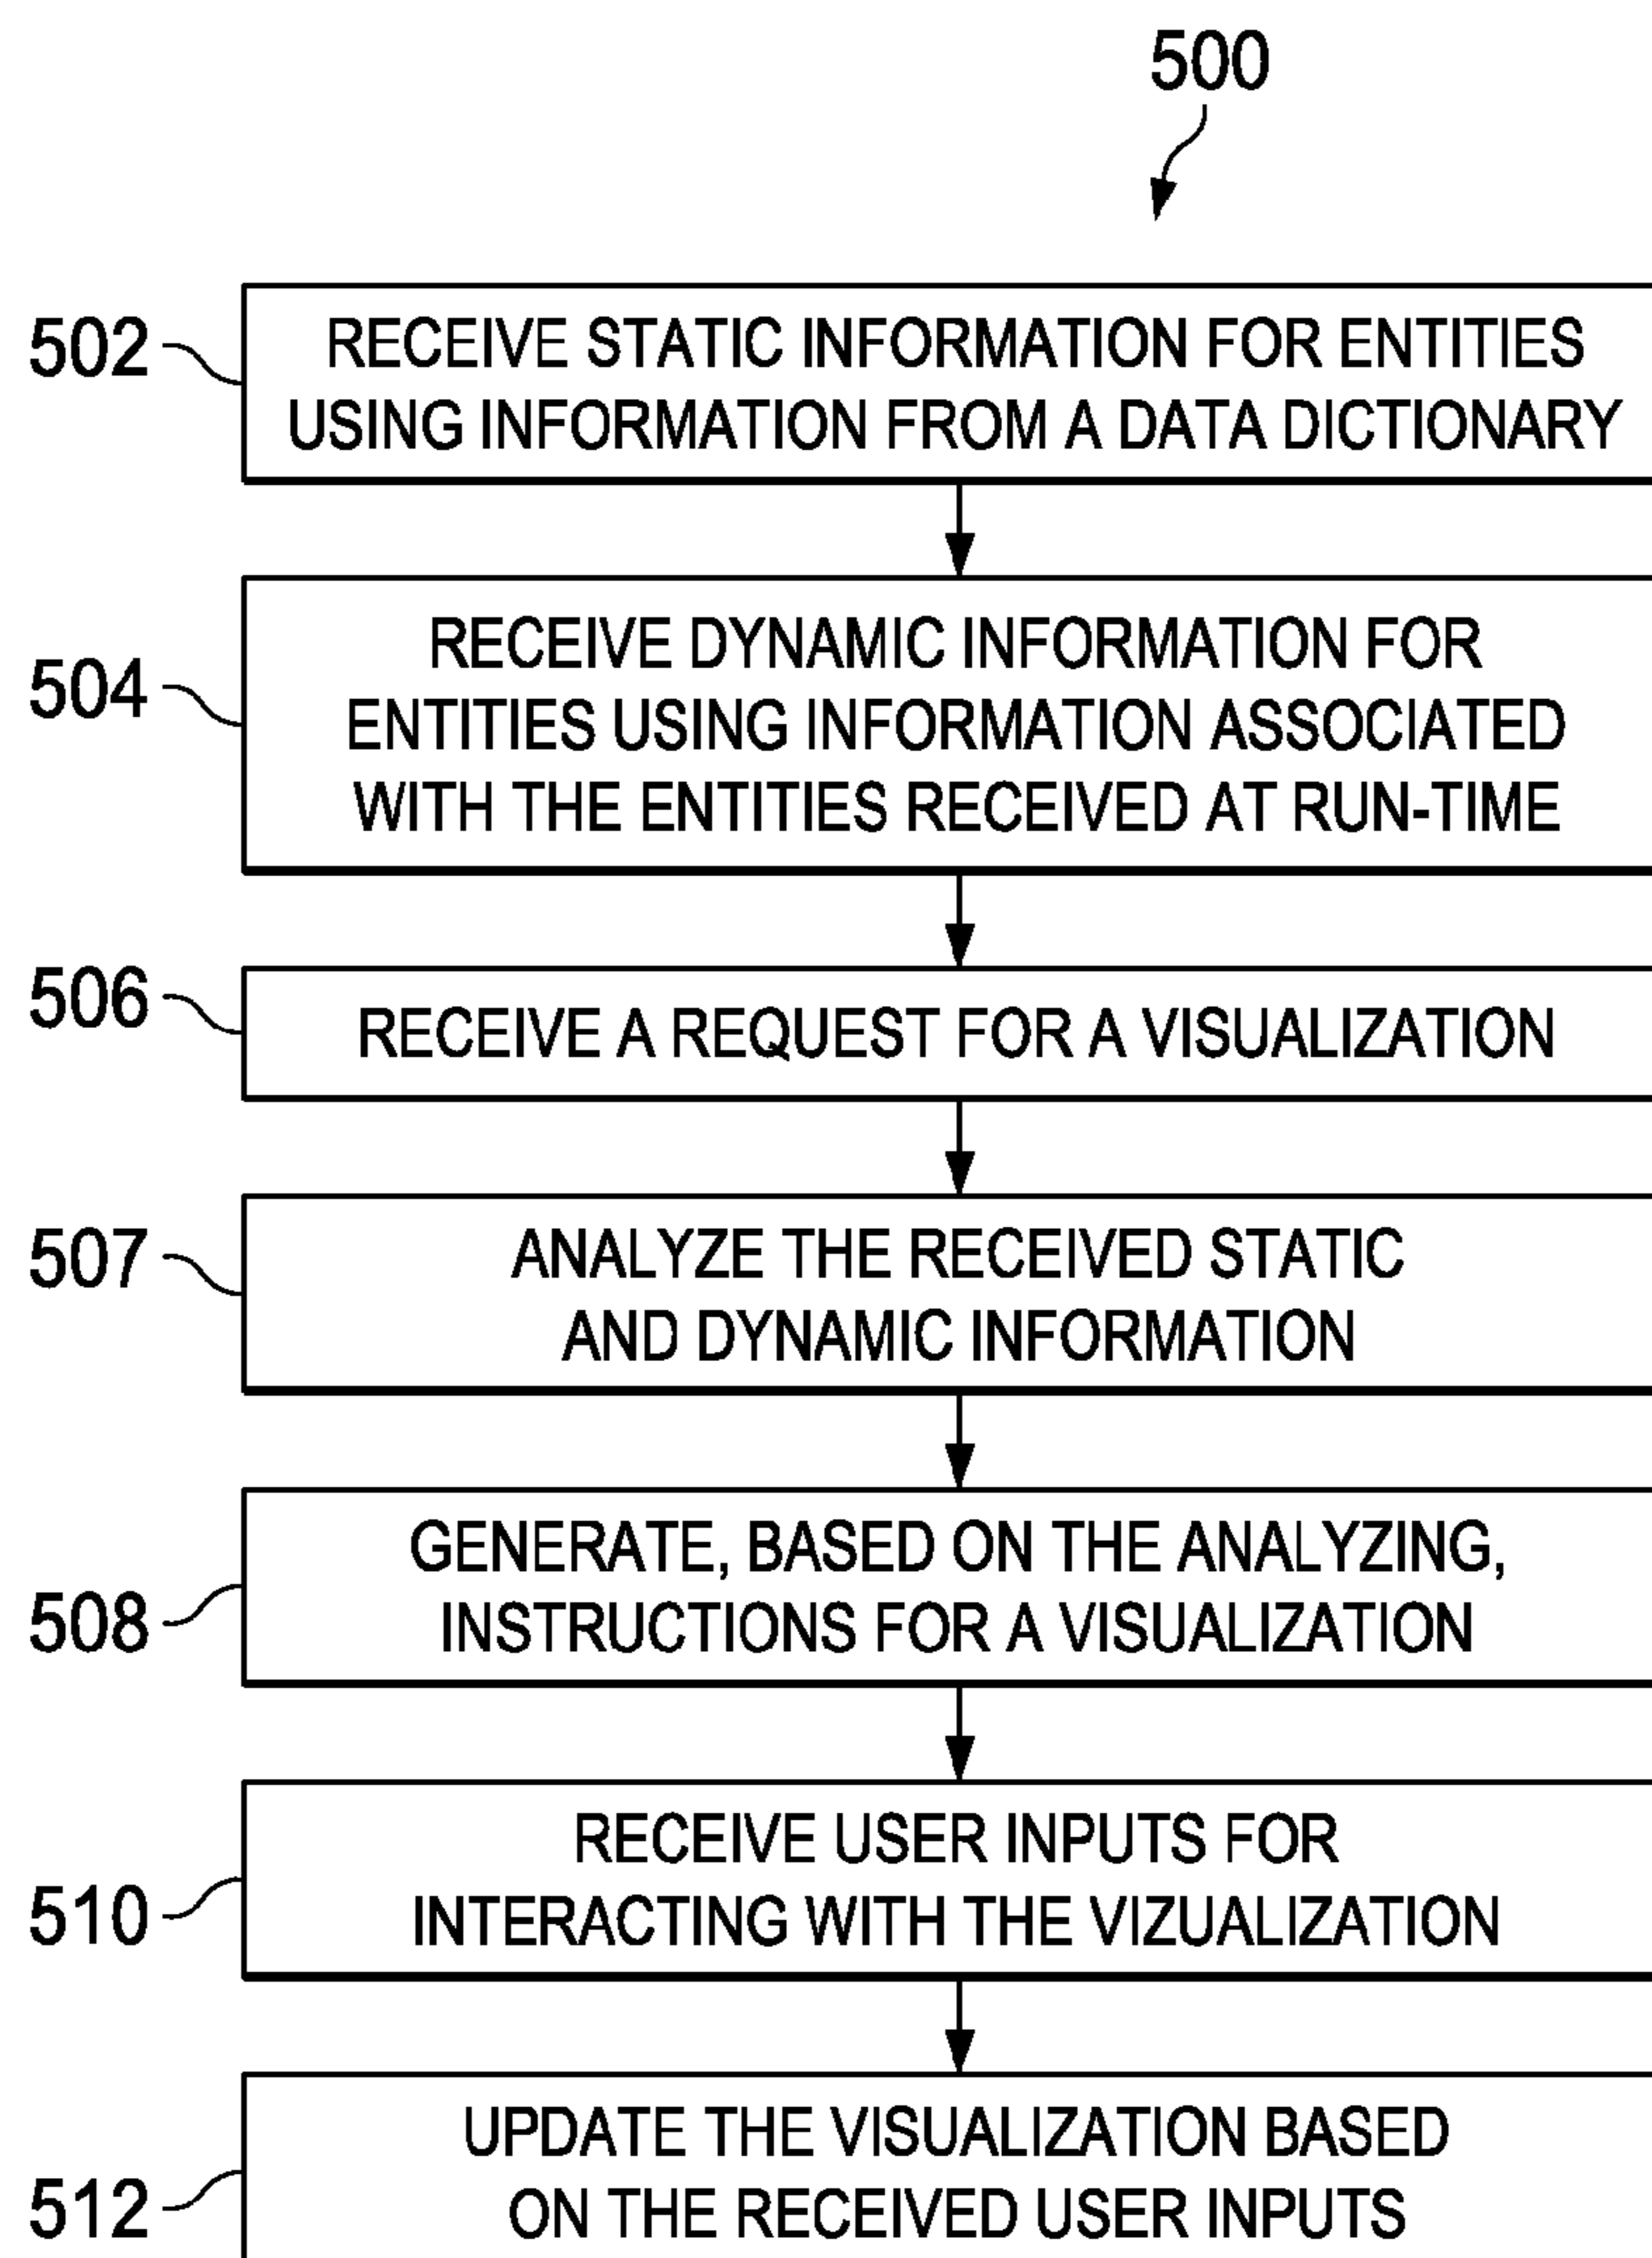 500
502
RECEIVE STATIC INFORMATION FOR ENTITIES
USING INFORMATION FROM A DATA DICTIONARY
504
RECEIVE DYNAMIC INFORMATION FOR
ENTITIES USING INFORMATION ASSOCIATED
WITH THE ENTITIES RECEIVED AT RUN-TIME
506
RECEIVE A REQUEST FOR A VISUALIZATION
507
ANALYZE THE RECEIVED STATIC
AND DYNAMIC INFORMATION
508
GENERATE, BASED ON THE ANALYZING,
INSTRUCTIONS FOR A VISUALIZATION
510
RECEIVE USER INPUTS FOR
INTERACTING WITH THE VIZUALIZATION
512
UPDATE THE VISUALIZATION BASED
ON THE RECEIVED USER INPUTS